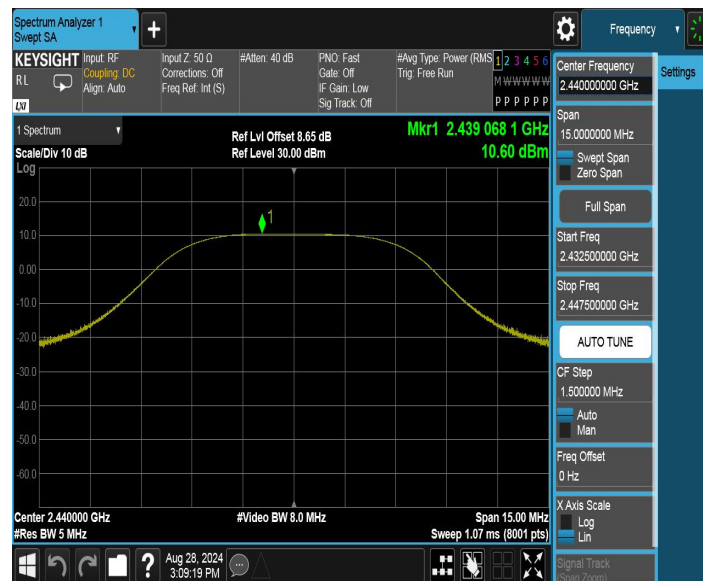 Spectrum Analyzer 1
Swept SA
Frequency
KEYSIGHT
RL
LXI
Input: RF
Coupling: DC
Align: Auto
Input Z: 50 Ω
Corrections: Off
Freq Ref: Int (S)
#Atten: 40 dB
PNO: Fast
Gate: Off
IF Gain: Low
Sig Track: Off
#Avg Type: Power (RMS
Trig: Free Run
1 2 3 4 5 6
M W W W W W
P P P P P P
Center Frequency
2.440000000 GHz
Settings
Span
15.0000000 MHz
Swept Span
Zero Span
Full Span
Start Freq
2.432500000 GHz
Stop Freq
2.447500000 GHz
AUTO TUNE
CF Step
1.500000 MHz
Auto
Man
Freq Offset
0 Hz
X Axis Scale
Log
Lin
Signal Track
(Span Zoom)
1 Spectrum
Scale/Div 10 dB
Log
Ref Lvl Offset 8.65 dB
Ref Level 30.00 dBm
Mkr1 2.439 068 1 GHz
10.60 dBm
1
20.0
10.0
0.00
-10.0
-20.0
-30.0
-40.0
-50.0
-60.0
Center 2.440000 GHz
#Res BW 5 MHz
#Video BW 8.0 MHz
Span 15.00 MHz
Sweep 1.07 ms (8001 pts)
?
Aug 28, 2024
3:09:19 PM